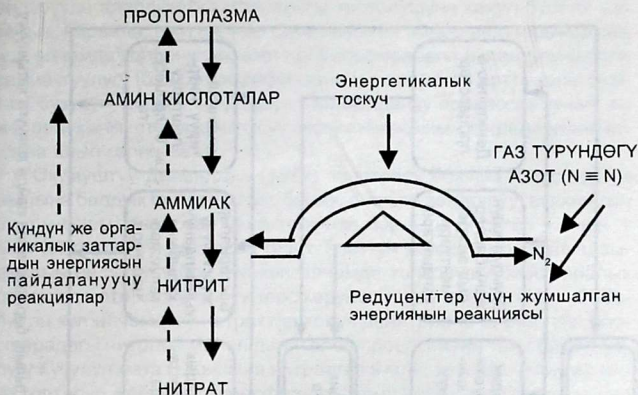 ПРОТОПЛАЗМА
АМИН КИСЛОТАЛАР
Энергетикалык
тоскуч
ГАЗ ТҮРҮНДӨГҮ
АЗОТ (N ≡ N)
АММИАК
Күндүн же орга-
никалык заттар-
дын энергиясын
пайдалануучу
реакциялар
N₂
НИТРИТ
Редуценттер үчүн жумшалган
энергиянын реакциясы
НИТРАТ